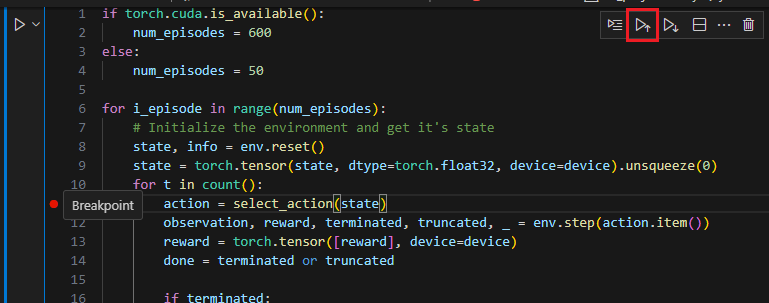 1 if torch.cuda.is_available():
2 num_episodes = 600
3 else:
4 num_episodes = 50
5
6 for i_episode in range(num_episodes):
7 # Initialize the environment and get it's state
8 state, info = env.reset()
9 state = torch.tensor(state, dtype=torch.float32, device=device).unsqueeze(0)
10 for t in count():
Breakpoint action = select_action(state)
12 observation, reward, terminated, truncated, _ = env.step(action.item())
13 reward = torch.tensor([reward], device=device)
14 done = terminated or truncated
15
16 if terminated: